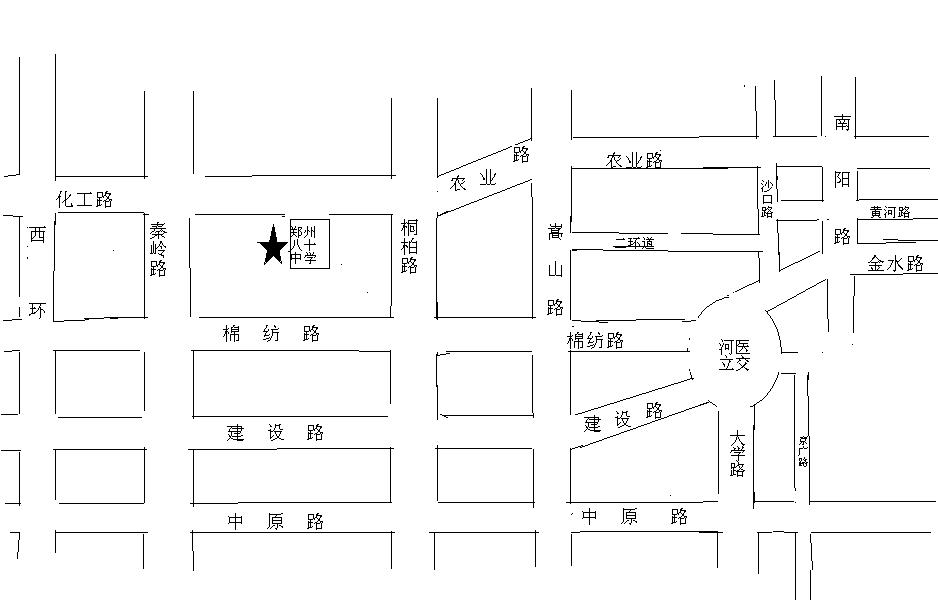 南
路
农业路
农 业
阳
沙口路
化工路
黄河路
西
秦岭路
郑州
八十
中学
桐柏路
嵩
路
二环道
山
金水路
环
路
棉 纺 路
棉纺路
河医
立交
建 设 路
建 设 路
大学路
京广路
中 原 路
中 原 路